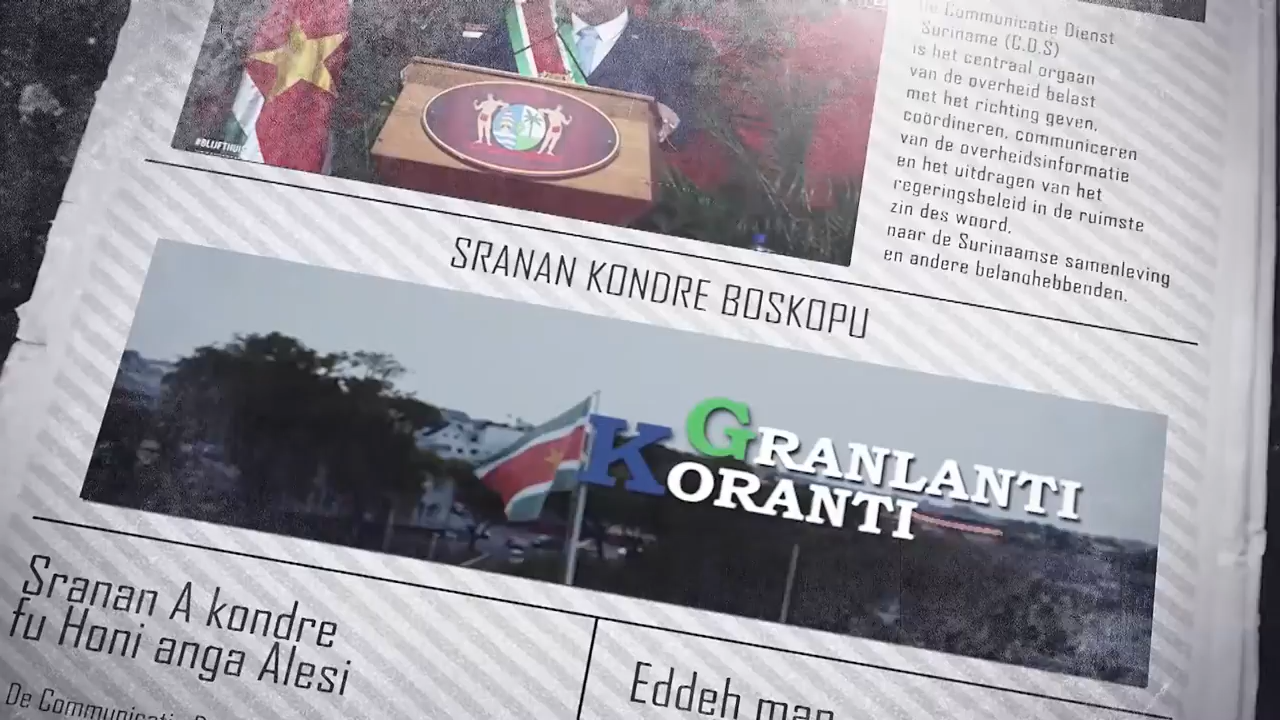 De Communicatie Dienst
Suriname (C.D.S)
is het centraal orgaan
van de overheid belast
met het richting geven,
coördineren, communiceren
van de overheidsinformatie
en het uitdragen van het
regeringsbeleid in de ruimste
zin des woord.
naar de Surinaamse samenleving
en andere belanghebbenden.
SRANAN KONDRE BOSKOPU
GRANLANTI
KORANTI
Sranan A kondre
fu Honi anga Alesi
Eddeh man
De